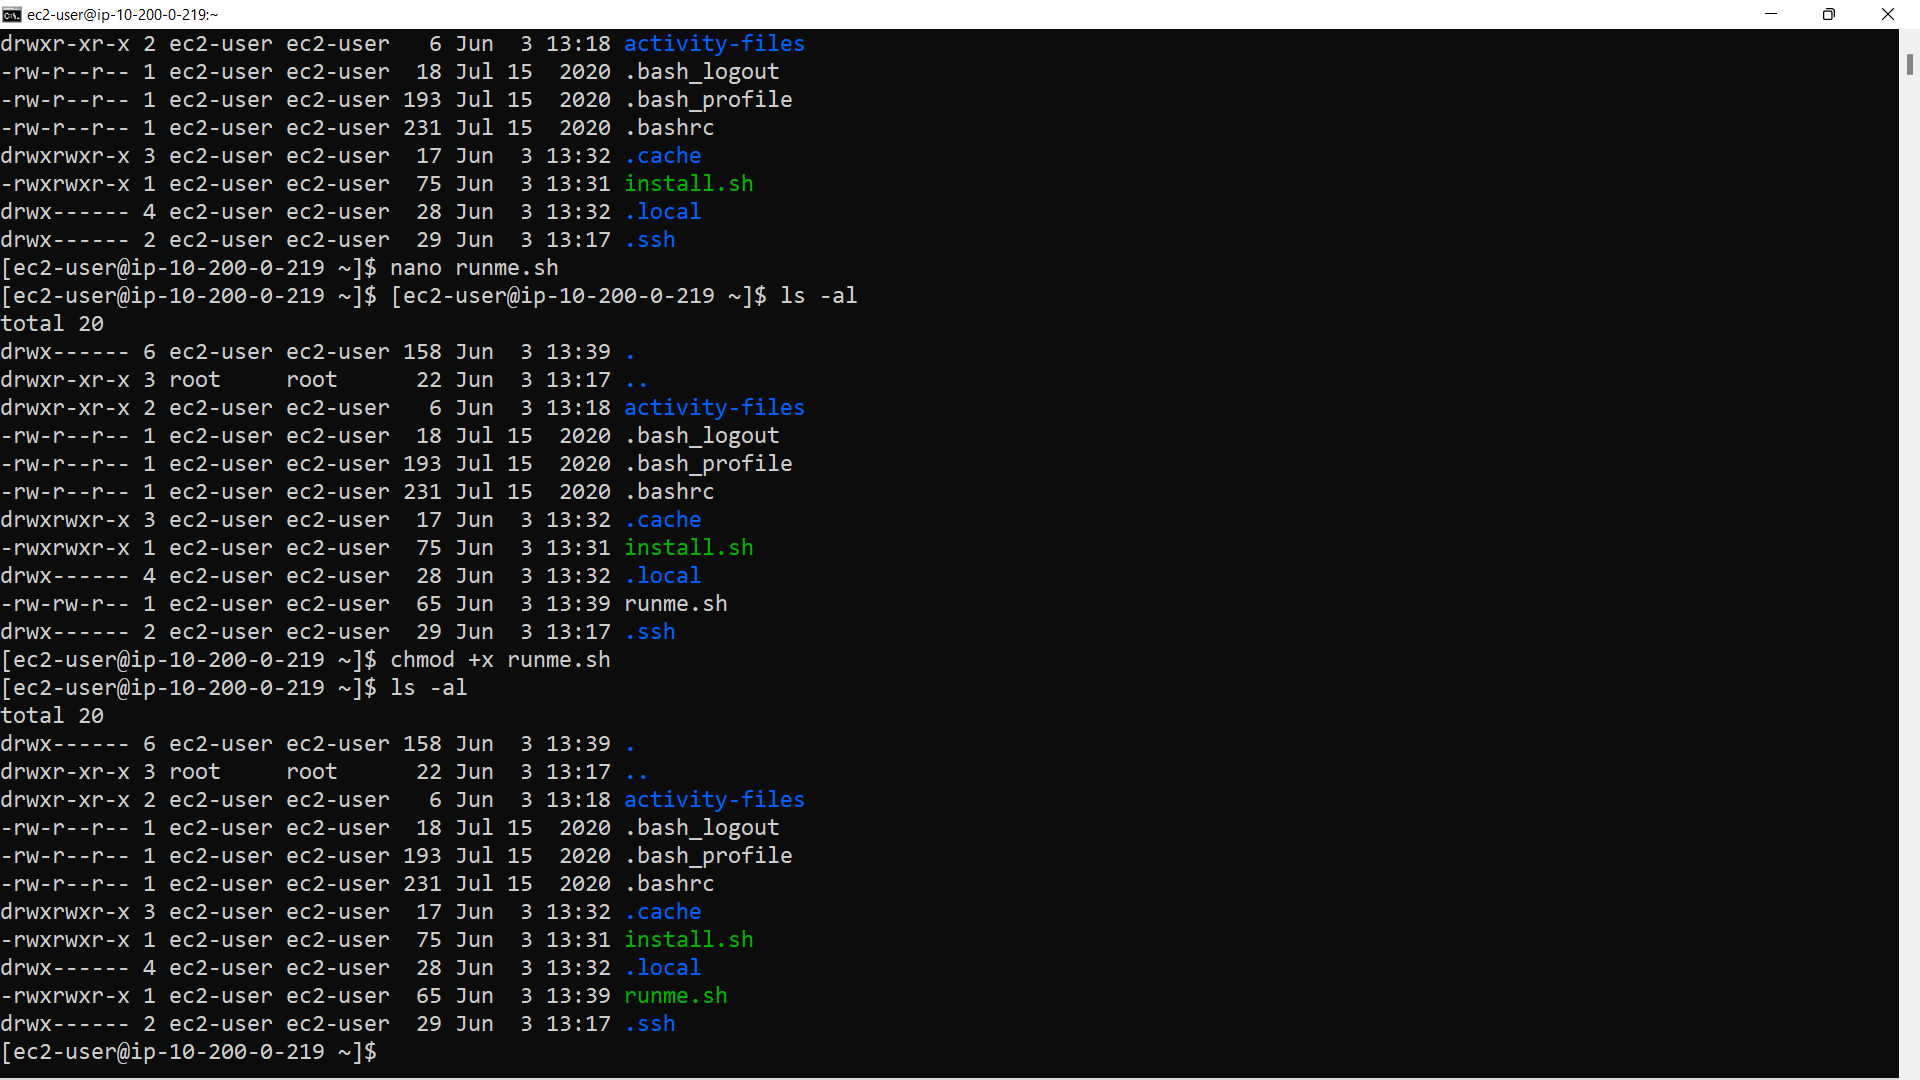 ec2-user@ip-10-200-0-219:~
drwxr-xr-x 2 ec2-user ec2-user   6 Jun  3 13:18 activity-files
-rw-r--r-- 1 ec2-user ec2-user  18 Jul 15  2020 .bash_logout
-rw-r--r-- 1 ec2-user ec2-user 193 Jul 15  2020 .bash_profile
-rw-r--r-- 1 ec2-user ec2-user 231 Jul 15  2020 .bashrc
drwxrwxr-x 3 ec2-user ec2-user  17 Jun  3 13:32 .cache
-rwxrwxr-x 1 ec2-user ec2-user  75 Jun  3 13:31 install.sh
drwx------ 4 ec2-user ec2-user  28 Jun  3 13:32 .local
drwx------ 2 ec2-user ec2-user  29 Jun  3 13:17 .ssh
[ec2-user@ip-10-200-0-219 ~]$ nano runme.sh
[ec2-user@ip-10-200-0-219 ~]$ [ec2-user@ip-10-200-0-219 ~]$ ls -al
total 20
drwx------ 6 ec2-user ec2-user 158 Jun  3 13:39 .
drwxr-xr-x 3 root     root      22 Jun  3 13:17 ..
drwxr-xr-x 2 ec2-user ec2-user   6 Jun  3 13:18 activity-files
-rw-r--r-- 1 ec2-user ec2-user  18 Jul 15  2020 .bash_logout
-rw-r--r-- 1 ec2-user ec2-user 193 Jul 15  2020 .bash_profile
-rw-r--r-- 1 ec2-user ec2-user 231 Jul 15  2020 .bashrc
drwxrwxr-x 3 ec2-user ec2-user  17 Jun  3 13:32 .cache
-rwxrwxr-x 1 ec2-user ec2-user  75 Jun  3 13:31 install.sh
drwx------ 4 ec2-user ec2-user  28 Jun  3 13:32 .local
-rw-rw-r-- 1 ec2-user ec2-user  65 Jun  3 13:39 runme.sh
drwx------ 2 ec2-user ec2-user  29 Jun  3 13:17 .ssh
[ec2-user@ip-10-200-0-219 ~]$ chmod +x runme.sh
[ec2-user@ip-10-200-0-219 ~]$ ls -al
total 20
drwx------ 6 ec2-user ec2-user 158 Jun  3 13:39 .
drwxr-xr-x 3 root     root      22 Jun  3 13:17 ..
drwxr-xr-x 2 ec2-user ec2-user   6 Jun  3 13:18 activity-files
-rw-r--r-- 1 ec2-user ec2-user  18 Jul 15  2020 .bash_logout
-rw-r--r-- 1 ec2-user ec2-user 193 Jul 15  2020 .bash_profile
-rw-r--r-- 1 ec2-user ec2-user 231 Jul 15  2020 .bashrc
drwxrwxr-x 3 ec2-user ec2-user  17 Jun  3 13:32 .cache
-rwxrwxr-x 1 ec2-user ec2-user  75 Jun  3 13:31 install.sh
drwx------ 4 ec2-user ec2-user  28 Jun  3 13:32 .local
-rwxrwxr-x 1 ec2-user ec2-user  65 Jun  3 13:39 runme.sh
drwx------ 2 ec2-user ec2-user  29 Jun  3 13:17 .ssh
[ec2-user@ip-10-200-0-219 ~]$